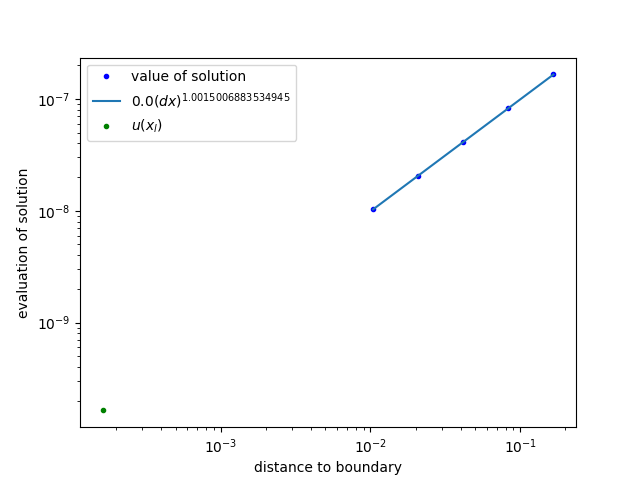 value of solution
0.0(dx)^1.0015006883534945
u(x_l)
10^−7
10^−8
10^−9
evaluation of solution
10^−3
10^−2
10^−1
distance to boundary